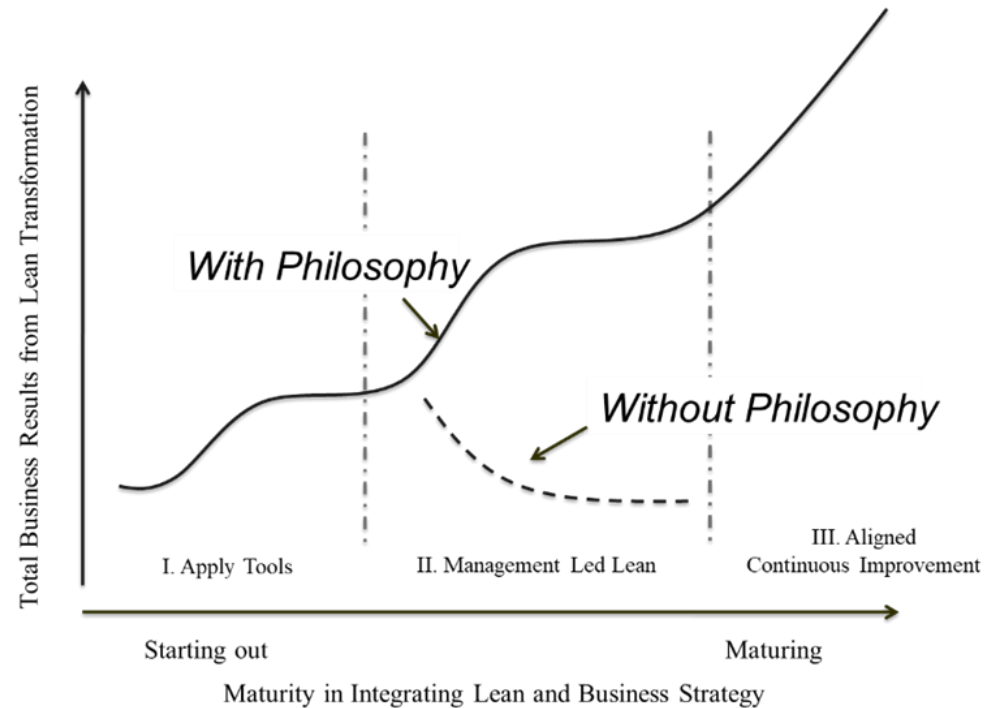 Total Business Results from Lean Transformation
With Philosophy
Without Philosophy
I. Apply Tools
II. Management Led Lean
III. Aligned
Continuous Improvement
Starting out
Maturing
Maturity in Integrating Lean and Business Strategy